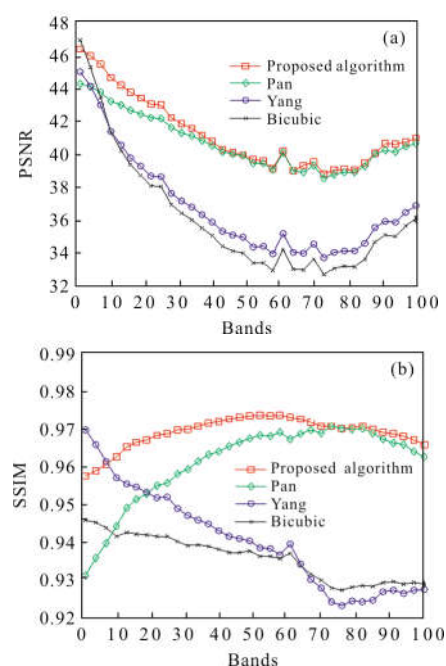 48
46
44
42
40
38
36
34
32
PSNR
(a)
Proposed algorithm
Pan
Yang
Bicubic
0 10 20 30 40 50 60 70 80 90 100
Bands
0.99
0.98
0.97
0.96
0.95
0.94
0.93
0.92
SSIM
(b)
Proposed algorithm
Pan
Yang
Bicubic
0 10 20 30 40 50 60 70 80 90 100
Bands